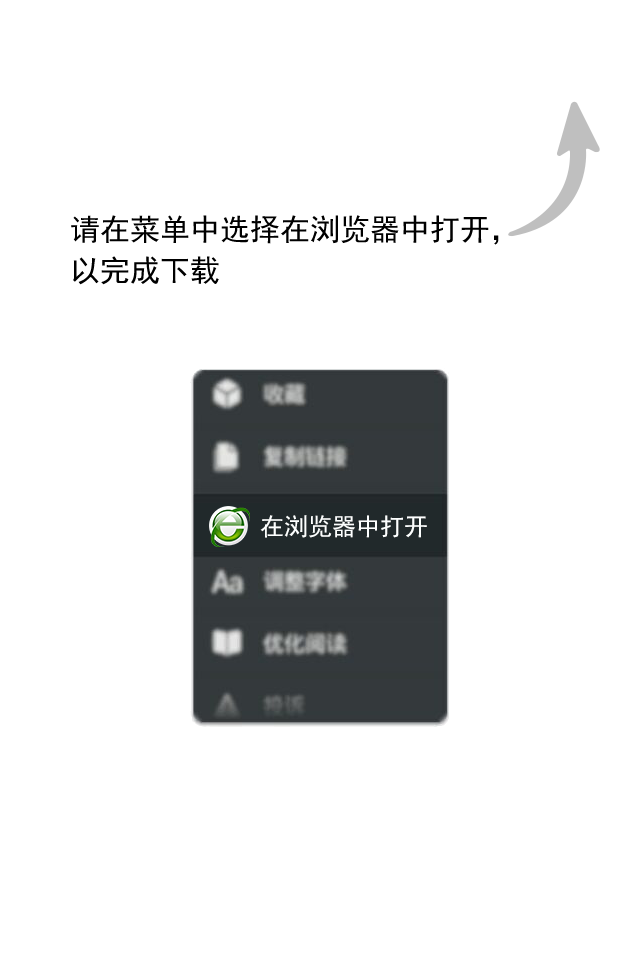 请在菜单中选择在浏览器中打开，
以完成下载
收藏
复制链接
在浏览器中打开
Aa 调整字体
优化阅读
投诉